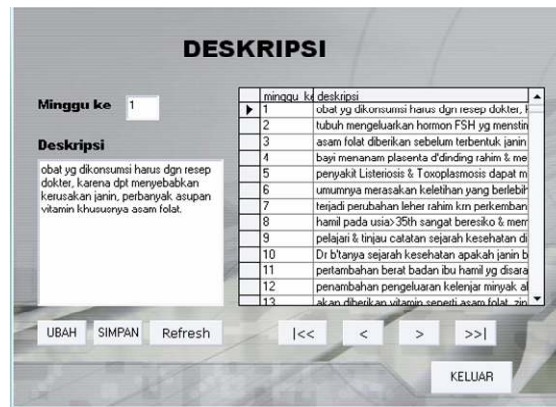 DESKRIPSI
Minggu ke 1
Deskripsi
obat yg dikonsumsi harus dgn resep
dokter, karena dpt menyebabkan
kerusakan janin, perbanyak asupan
vitamin khususnya asam folat.
minggu ke deskripsi
1 obat yg dikonsumsi harus dgn resep dokter,
2 tubuh mengeluarkan hormon FSH yg menstin
3 asam folat diberikan sebelum terbentuk janin
4 bayi menanam plasenta d'dinding rahim & me
5 penyakit Listeriosis & Toxoplasmosis dapat m
6 umumnya merasakan keletihan yang berlebih
7 terjadi perubahan leher rahim krn perkemban
8 hamil pada usia>35th sangat beresiko & mem
9 pelajari & tinjau catatan sejarah kesehatan di
10 Dr b'tanya sejarah kesehatan apakah janin b
11 pertambahan berat badan ibu hamil yg disara
12 penambahan pengeluaran kelenjar minyak al
13 akan diberikan vitamin seperti asam folat, zin
UBAH SIMPAN Refresh |<< < > >>|
KELUAR